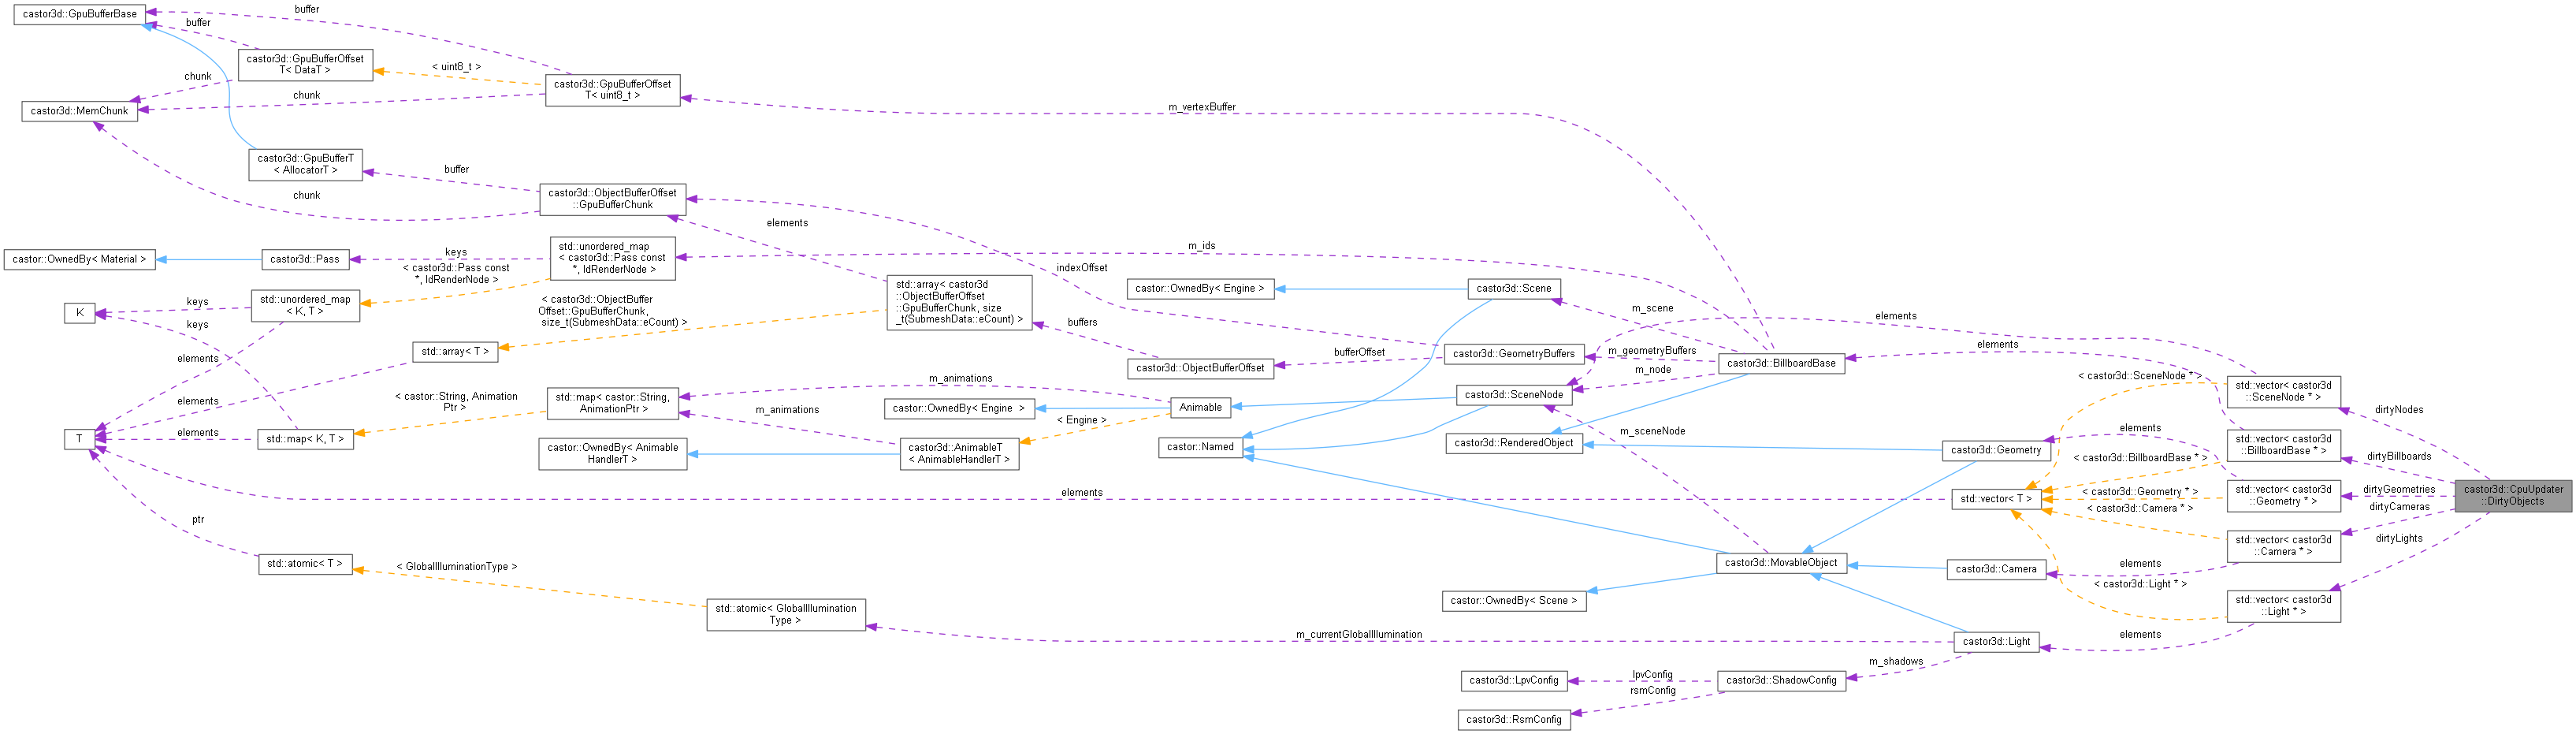 castor3d::GpuBufferBase
buffer
buffer
castor3d::GpuBufferOffset
T< DataT >
< uint8_t >
chunk
castor3d::GpuBufferOffset
T< uint8_t >
chunk
castor3d::MemChunk
m_vertexBuffer
castor3d::GpuBufferT
< AllocatorT >
buffer
chunk
castor3d::ObjectBufferOffset
::GpuBufferChunk
elements
std::unordered_map
< castor3d::Pass const
*, IdRenderNode >
m_ids
keys
castor::OwnedBy< Material >
castor3d::Pass
< castor3d::Pass const
*, IdRenderNode >
indexOffset
std::array< castor3d
::ObjectBufferOffset
::GpuBufferChunk, size
_t(SubmeshData::eCount) >
castor::OwnedBy< Engine >
castor3d::Scene
keys
std::unordered_map
< K, T >
K
keys
< castor3d::ObjectBuffer
Offset::GpuBufferChunk,
size_t(SubmeshData::eCount) >
buffers
m_scene
elements
elements
elements
std::array< T >
bufferOffset
castor3d::GeometryBuffers
m_geometryBuffers
castor3d::BillboardBase
castor3d::ObjectBufferOffset
m_node
< castor3d::SceneNode * >
std::vector< castor3d
::SceneNode * >
m_animations
elements
< castor::String, Animation
Ptr >
std::map< castor::String,
AnimationPtr >
castor::OwnedBy< Engine  >
Animable
castor3d::SceneNode
m_animations
< Engine >
dirtyNodes
T
elements
std::map< K, T >
castor::OwnedBy< Animable
HandlerT >
castor3d::AnimableT
< AnimableHandlerT >
castor::Named
castor3d::RenderedObject
m_sceneNode
castor3d::Geometry
elements
std::vector< castor3d
::BillboardBase * >
< castor3d::BillboardBase * >
dirtyBillboards
elements
std::vector< T >
< castor3d::Geometry * >
std::vector< castor3d
::Geometry * >
dirtyGeometries
castor3d::CpuUpdater
::DirtyObjects
< castor3d::Camera * >
dirtyCameras
ptr
std::vector< castor3d
::Camera * >
dirtyLights
std::atomic< T >
< GlobalIlluminationType >
castor3d::MovableObject
castor3d::Camera
elements
< castor3d::Light * >
std::atomic< GlobalIllumination
Type >
castor::OwnedBy< Scene >
std::vector< castor3d
::Light * >
m_currentGlobalIllumination
castor3d::Light
elements
m_shadows
castor3d::LpvConfig
lpvConfig
castor3d::ShadowConfig
rsmConfig
castor3d::RsmConfig